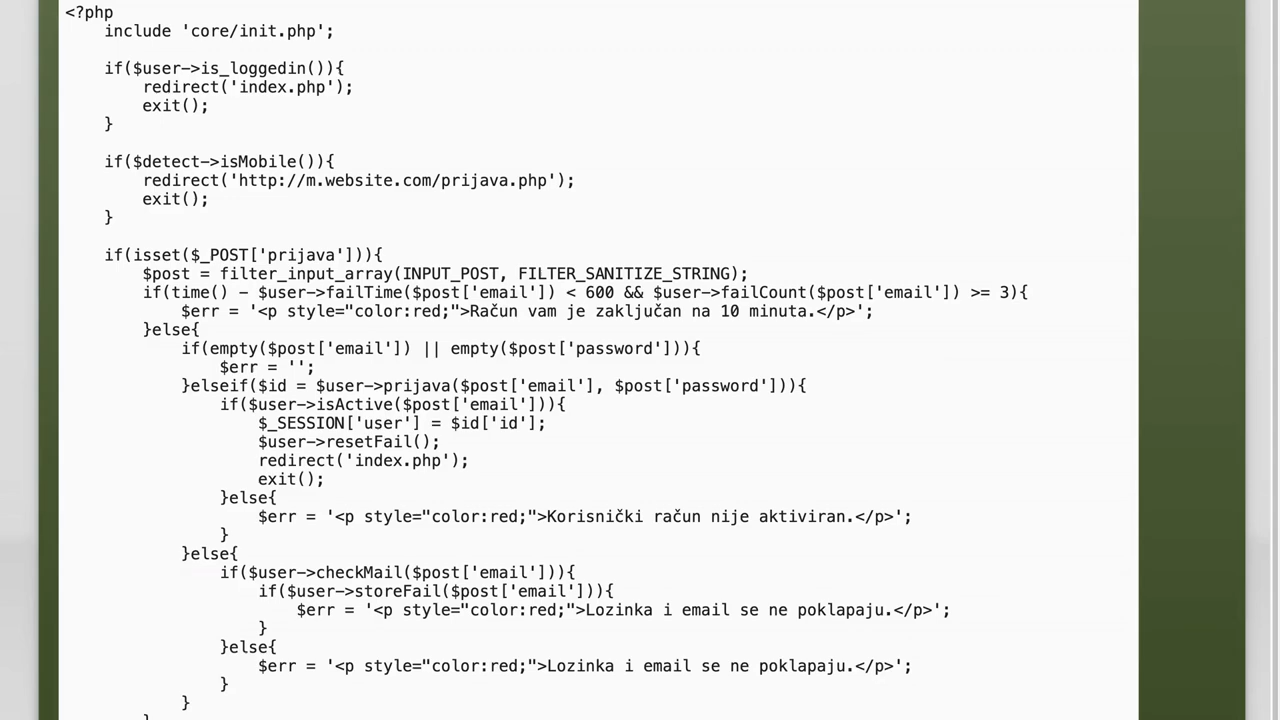 <?php
include 'core/init.php';
if($user->is_loggedin()){
redirect('index.php');
exit();
}
if($detect->isMobile()){
redirect('http://m.website.com/prijava.php');
exit();
}
if(isset($_POST['prijava'])){
$post = filter_input_array(INPUT_POST, FILTER_SANITIZE_STRING);
if(time() - $user->failTime($post['email']) < 600 && $user->failCount($post['email']) >= 3){
$err = '<p style="color:red;">Račun vam je zaključan na 10 minuta.</p>';
}else{
if(empty($post['email']) || empty($post['password'])){
$err = '';
}elseif($id = $user->prijava($post['email'], $post['password'])){
if($user->isActive($post['email'])){
$_SESSION['user'] = $id['id'];
$user->resetFail();
redirect('index.php');
exit();
}else{
$err = '<p style="color:red;">Korisnički račun nije aktiviran.</p>';
}
}else{
if($user->checkMail($post['email'])){
if($user->storeFail($post['email'])){
$err = '<p style="color:red;">Lozinka i email se ne poklapaju.</p>';
}
}else{
$err = '<p style="color:red;">Lozinka i email se ne poklapaju.</p>';
}
}
}